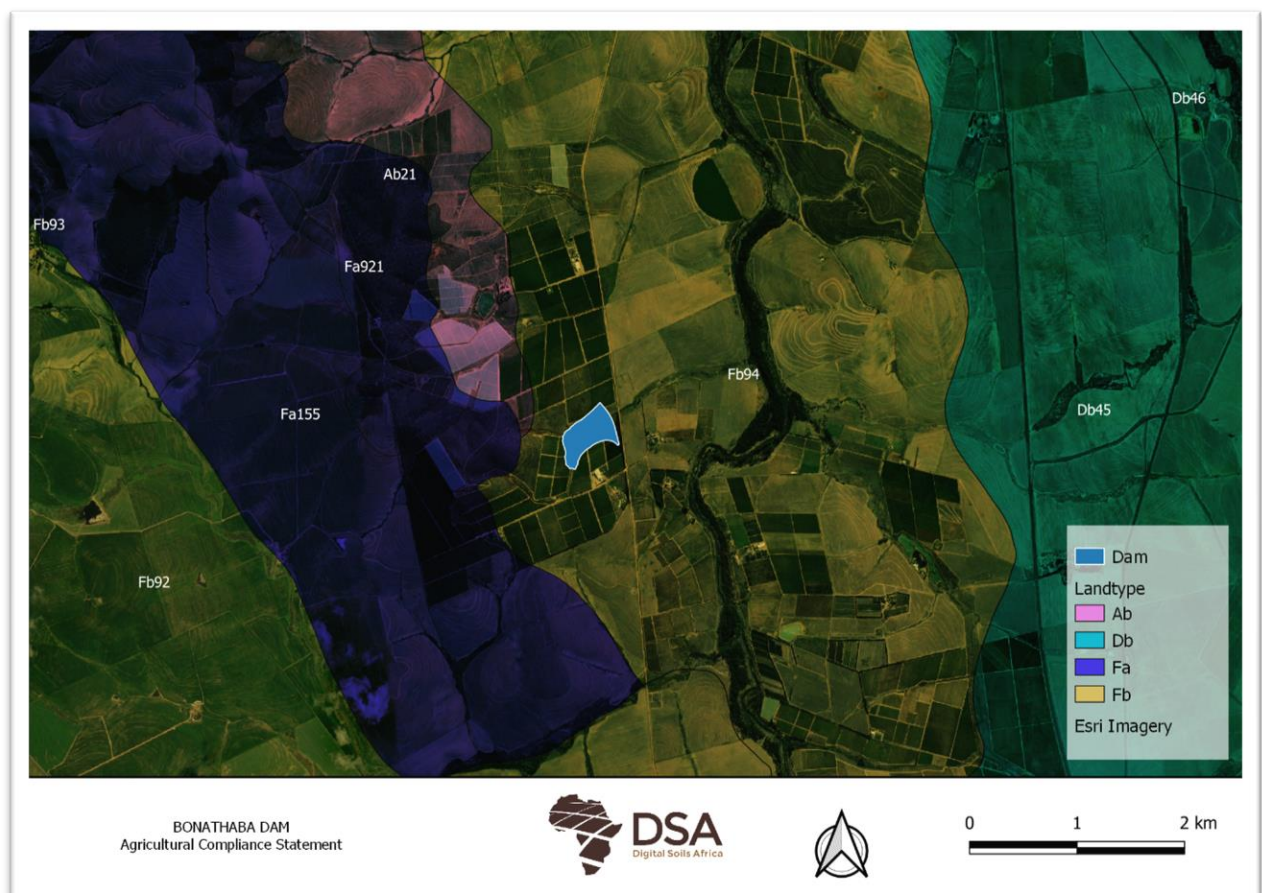 Db46
Ab21
Fb93
Fa921
Fb94
Db45
Fa155
Fb92
Dam
Landtype
Ab
Db
Fa
Fb
Esri Imagery
BONATHABA DAM
Agricultural Compliance Statement
DSA
Digital Soils Africa
0 1 2 km